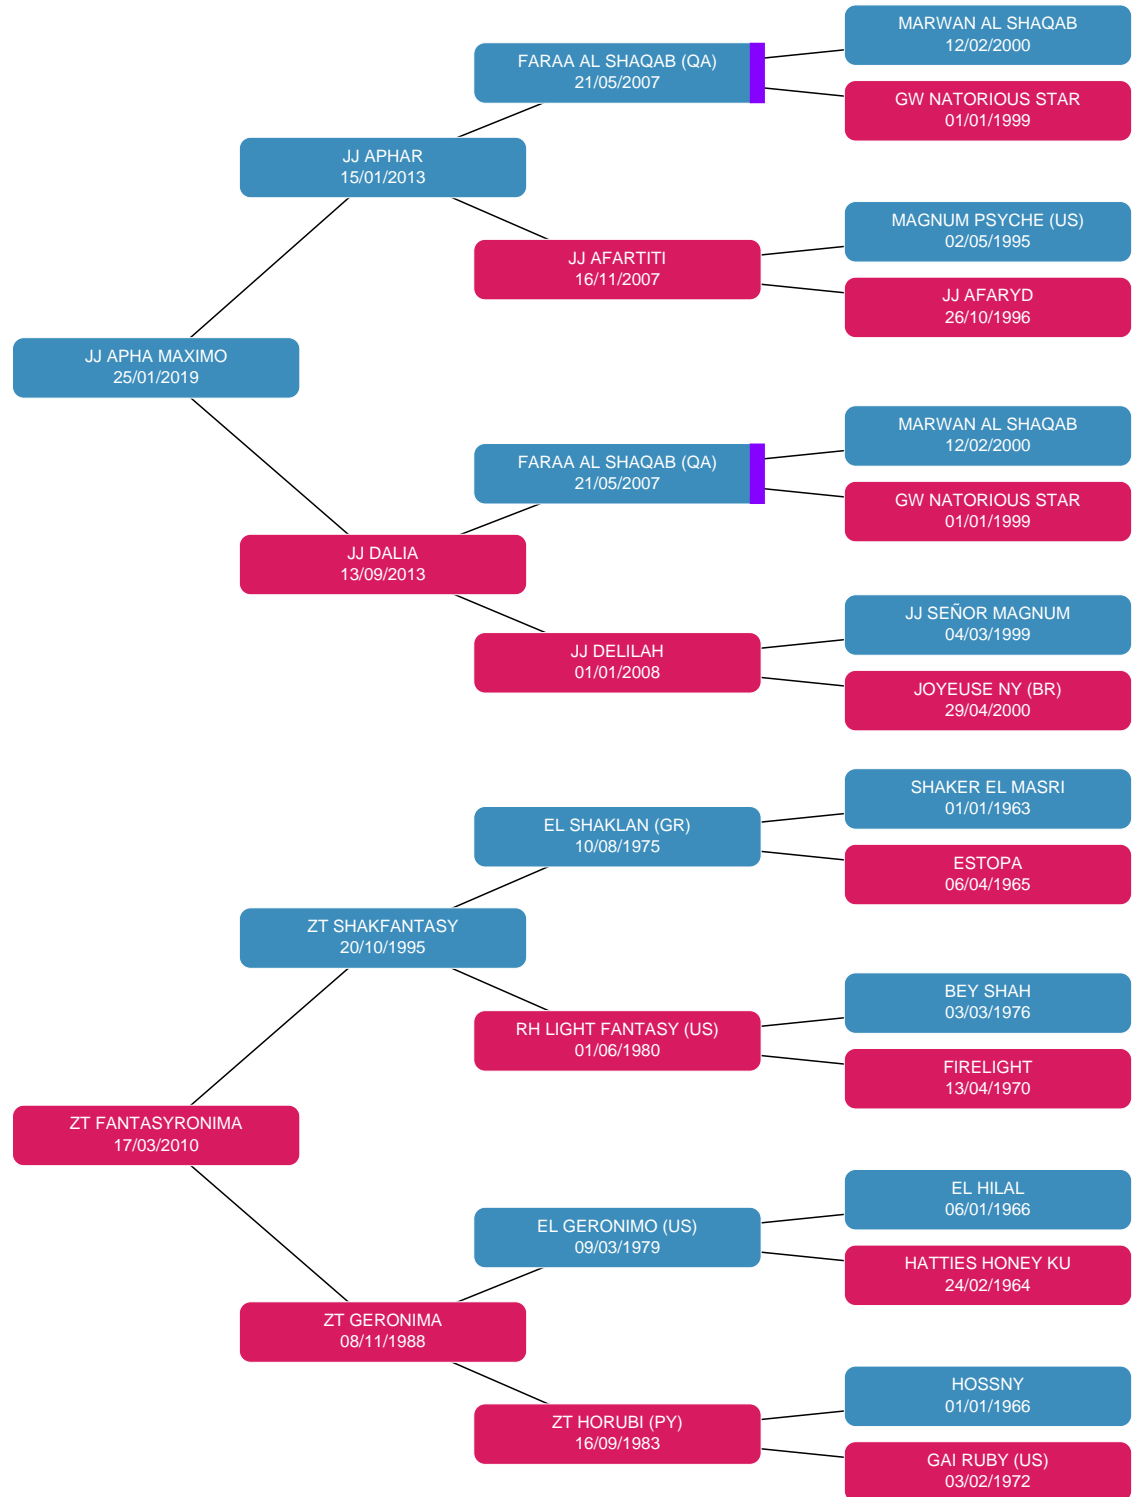 MARWAN AL SHAQAB
12/02/2000
FARAA AL SHAQAB (QA)
21/05/2007
GW NATORIOUS STAR
01/01/1999
JJ APHAR
15/01/2013
MAGNUM PSYCHE (US)
02/05/1995
JJ AFARTITI
16/11/2007
JJ AFARYD
26/10/1996
JJ APHA MAXIMO
25/01/2019
MARWAN AL SHAQAB
12/02/2000
FARAA AL SHAQAB (QA)
21/05/2007
GW NATORIOUS STAR
01/01/1999
JJ DALIA
13/09/2013
JJ SEÑOR MAGNUM
04/03/1999
JJ DELILAH
01/01/2008
JOYEUSE NY (BR)
29/04/2000
SHAKER EL MASRI
01/01/1963
EL SHAKLAN (GR)
10/08/1975
ESTOPA
06/04/1965
ZT SHAKFANTASY
20/10/1995
BEY SHAH
03/03/1976
RH LIGHT FANTASY (US)
01/06/1980
FIRELIGHT
13/04/1970
ZT FANTASYRONIMA
17/03/2010
EL HILAL
06/01/1966
EL GERONIMO (US)
09/03/1979
HATTIES HONEY KU
24/02/1964
ZT GERONIMA
08/11/1988
HOSSNY
01/01/1966
ZT HORUBI (PY)
16/09/1983
GAI RUBY (US)
03/02/1972